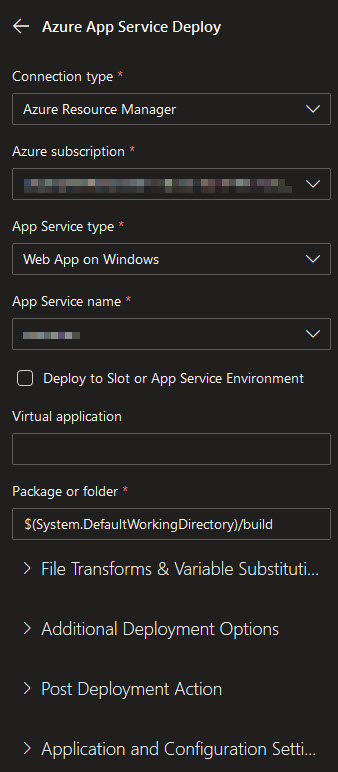 Azure App Service Deploy
Connection type *
Azure Resource Manager
Azure subscription *
App Service type *
Web App on Windows
App Service name *
Deploy to Slot or App Service Environment
Virtual application
Package or folder *
$(System.DefaultWorkingDirectory)/build
File Transforms & Variable Substituti...
Additional Deployment Options
Post Deployment Action
Application and Configuration Setti...